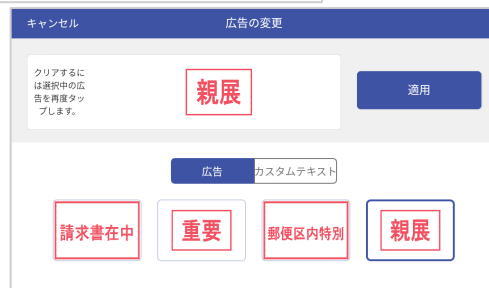 キャンセル
広告の変更
クリアするに
は選択中の広
告を再度タッ
プします。
親展
適用
広告
カスタムテキスト
請求書在中
重要
郵便区内特別
親展